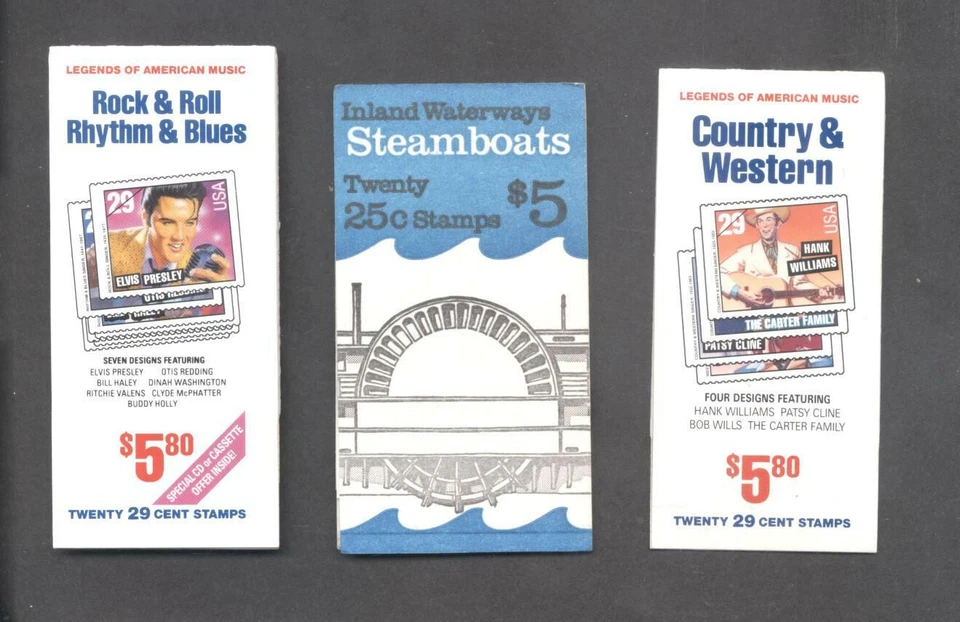 LEGENDS OF AMERICAN MUSIC
Rock & Roll
Rhythm & Blues
29
USA
ELVIS PRESLEY
SEVEN DESIGNS FEATURING
ELVIS PRESLEY OTIS REDDING
BILL HALEY DINAH WASHINGTON
RITCHIE VALENS CLYDE McPHATTER
BUDDY HOLLY
$5.80
SPECIAL CD or CASSETTE
OFFER INSIDE!
TWENTY 29 CENT STAMPS
Inland Waterways
Steamboats
Twenty
25c Stamps
$5
LEGENDS OF AMERICAN MUSIC
Country &
Western
29
USA
HANK
WILLIAMS
THE CARTER FAMILY
PATSY CLINE
FOUR DESIGNS FEATURING
HANK WILLIAMS PATSY CLINE
BOB WILLS THE CARTER FAMILY
$5.80
TWENTY 29 CENT STAMPS